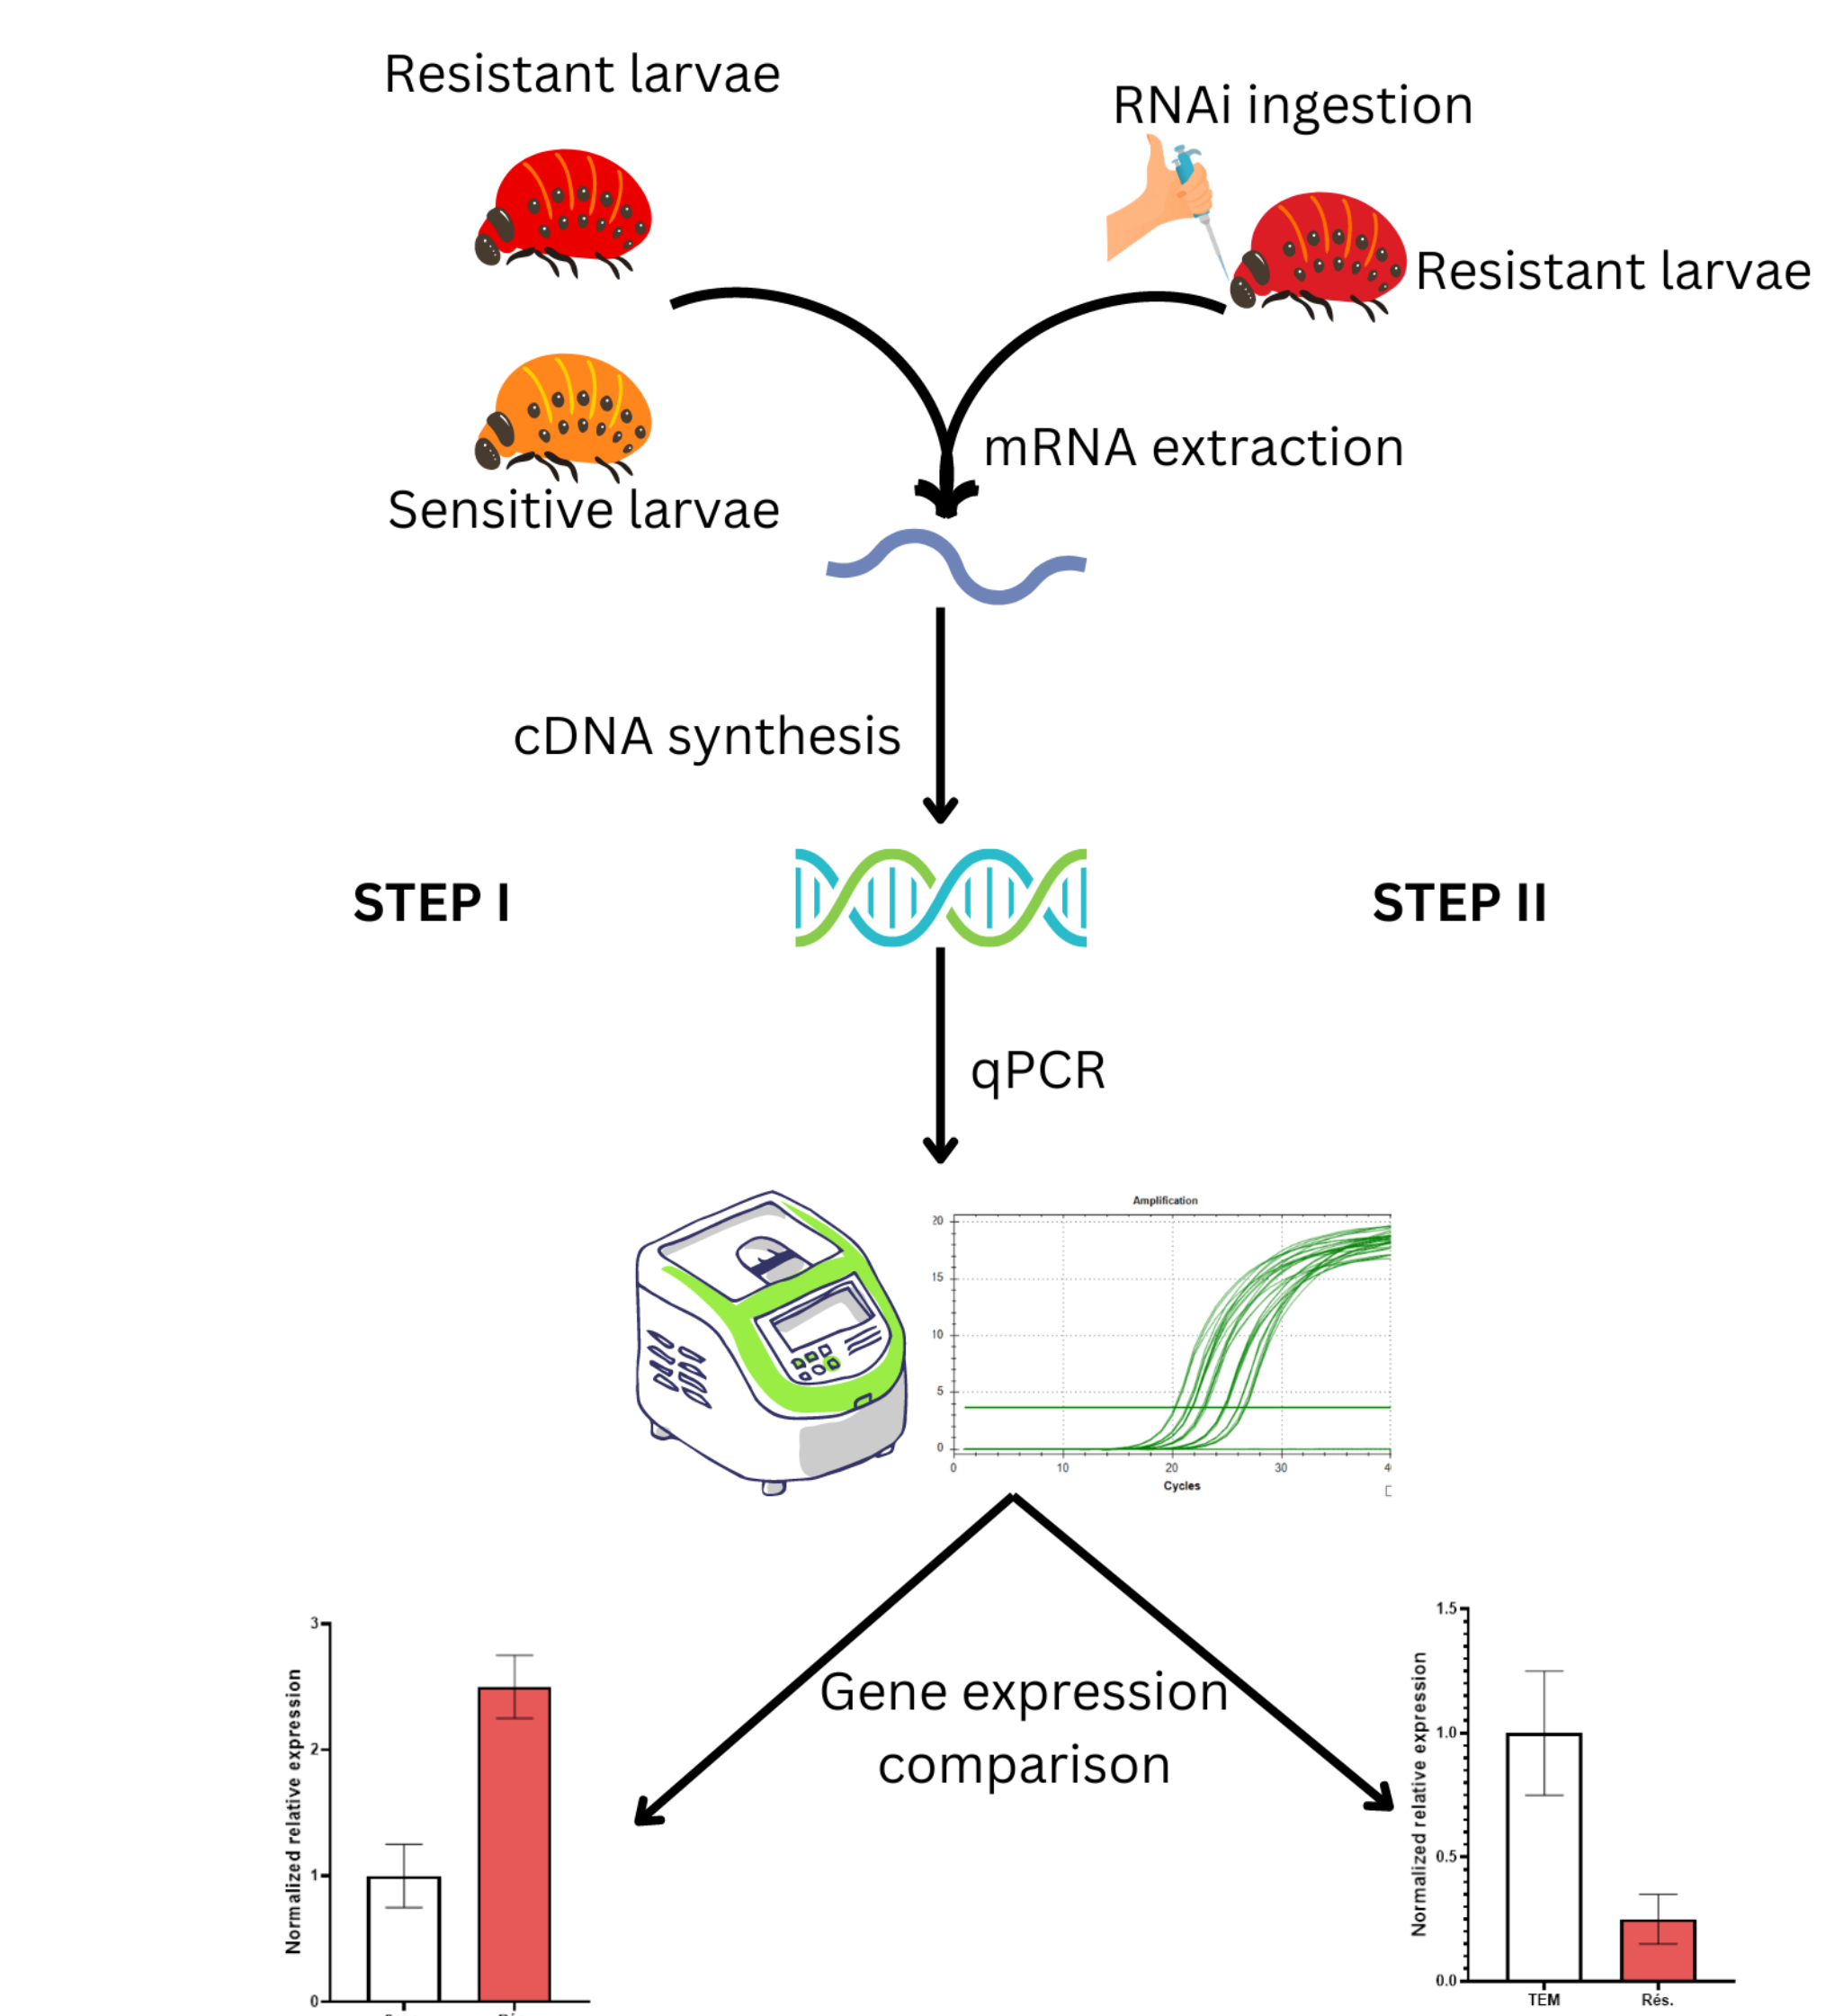 Resistant larvae
RNAi ingestion
Resistant larvae
Sensitive larvae
mRNA extraction
cDNA synthesis
STEP I
STEP II
qPCR
Amplification
20
15
10
5
0
0
10
20
30
Cycles
Gene expression
comparison
Normalized relative expression
3
2
1
0
Normalized relative expression
1.5
1.0
0.5
0.0
TEM
Rés.